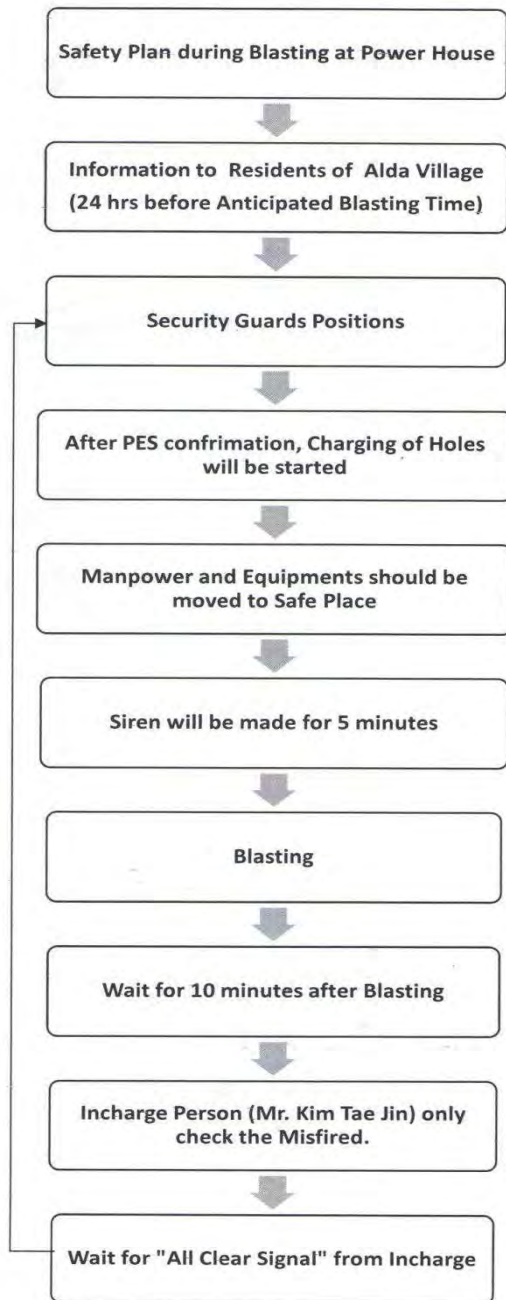 Safety Plan during Blasting at Power House
Information to Residents of Alda Village
(24 hrs before Anticipated Blasting Time)
Security Guards Positions
After PES confrimation, Charging of Holes
will be started
Manpower and Equipments should be
moved to Safe Place
Siren will be made for 5 minutes
Blasting
Wait for 10 minutes after Blasting
Incharge Person (Mr. Kim Tae Jin) only
check the Misfired.
Wait for "All Clear Signal" from Incharge